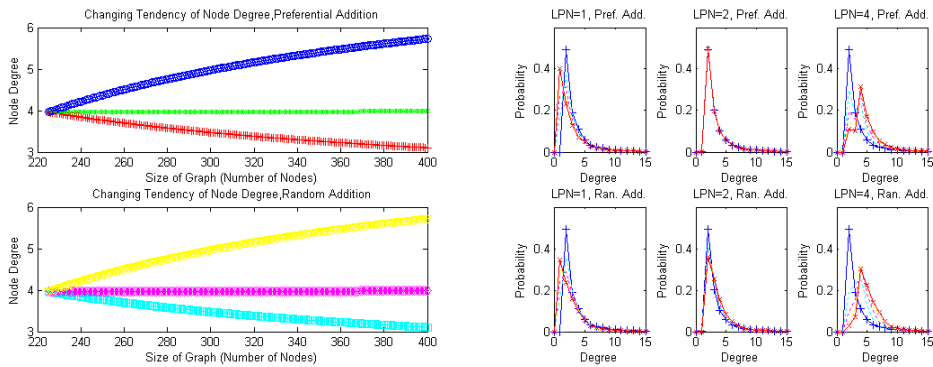 Changing Tendency of Node Degree,Preferential Addition
6
5
4
3
Node Degree
220 240 260 280 300 320 340 360 380 400
Size of Graph (Number of Nodes)
Changing Tendency of Node Degree,Random Addition
6
5
4
3
Node Degree
220 240 260 280 300 320 340 360 380 400
Size of Graph (Number of Nodes)
LPN=1, Pref. Add.
0.4
0.2
0
Probability
0 5 10 15
Degree
LPN=2, Pref. Add.
0.4
0.2
0
Probability
0 5 10 15
Degree
LPN=4, Pref. Add.
0.4
0.2
0
Probability
0 5 10 15
Degree
LPN=1, Ran. Add.
0.4
0.2
0
Probability
0 5 10 15
Degree
LPN=2, Ran. Add.
0.4
0.2
0
Probability
0 5 10 15
Degree
LPN=4, Ran. Add.
0.4
0.2
0
Probability
0 5 10 15
Degree